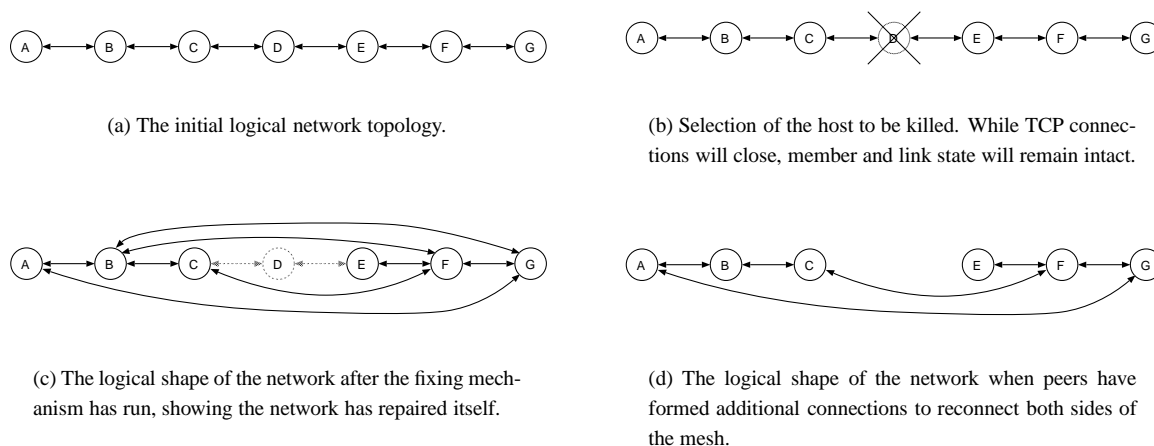 A B C D E F G
(a) The initial logical network topology.
A B C D E F G
(b) Selection of the host to be killed. While TCP connec-
tions will close, member and link state will remain intact.
A B C D E F G
(c) The logical shape of the network after the fixing mech-
anism has run, showing the network has repaired itself.
A B C E F G
(d) The logical shape of the network when peers have
formed additional connections to reconnect both sides of
the mesh.